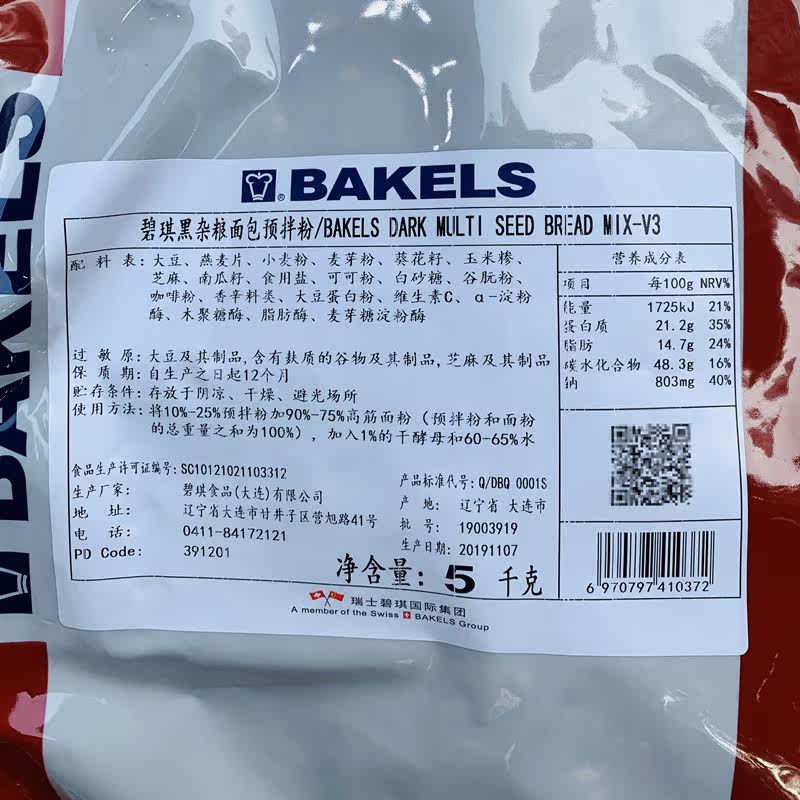 BAKELS
BAKELS
碧琪黑杂粮面包预拌粉/BAKELS DARK MULTI SEED BREAD MIX-V3
配料表:大豆、燕麦片、小麦粉、麦芽粉、葵花籽、玉米糁、
芝麻、南瓜籽、食用盐、可可粉、白砂糖、谷朊粉、
咖啡粉、香辛料类、大豆蛋白粉、维生素C、α-淀粉
酶、木聚糖酶、脂肪酶、麦芽糖淀粉酶
过敏原:大豆及其制品,含有麸质的谷物及其制品,芝麻及其制品
保质期:自生产之日起12个月
贮存条件:存放于阴凉、干燥、避光场所
使用方法:将10%-25%预拌粉加90%-75%高筋面粉（预拌粉和面粉
的总重量之和为100%）,加入1%的干酵母和60-65%水
食品生产许可证编号:SC10121021103312
生产厂家:碧琪食品(大连)有限公司
地址:辽宁省大连市甘井子区营旭路41号
电话:0411-84172121
PD Code:391201
产品标准代号:Q/DBQ 0001S
产地:辽宁省 大连市
批号:19003919
生产日期:20191107
净含量:5千克
营养成分表
项目 每100g NRV%
能量 1725kJ 21%
蛋白质 21.2g 35%
脂肪 14.7g 24%
碳水化合物 48.3g 16%
钠 803mg 40%
6 970797 410372
瑞士碧琪国际集团
A member of the Swiss BAKELS Group